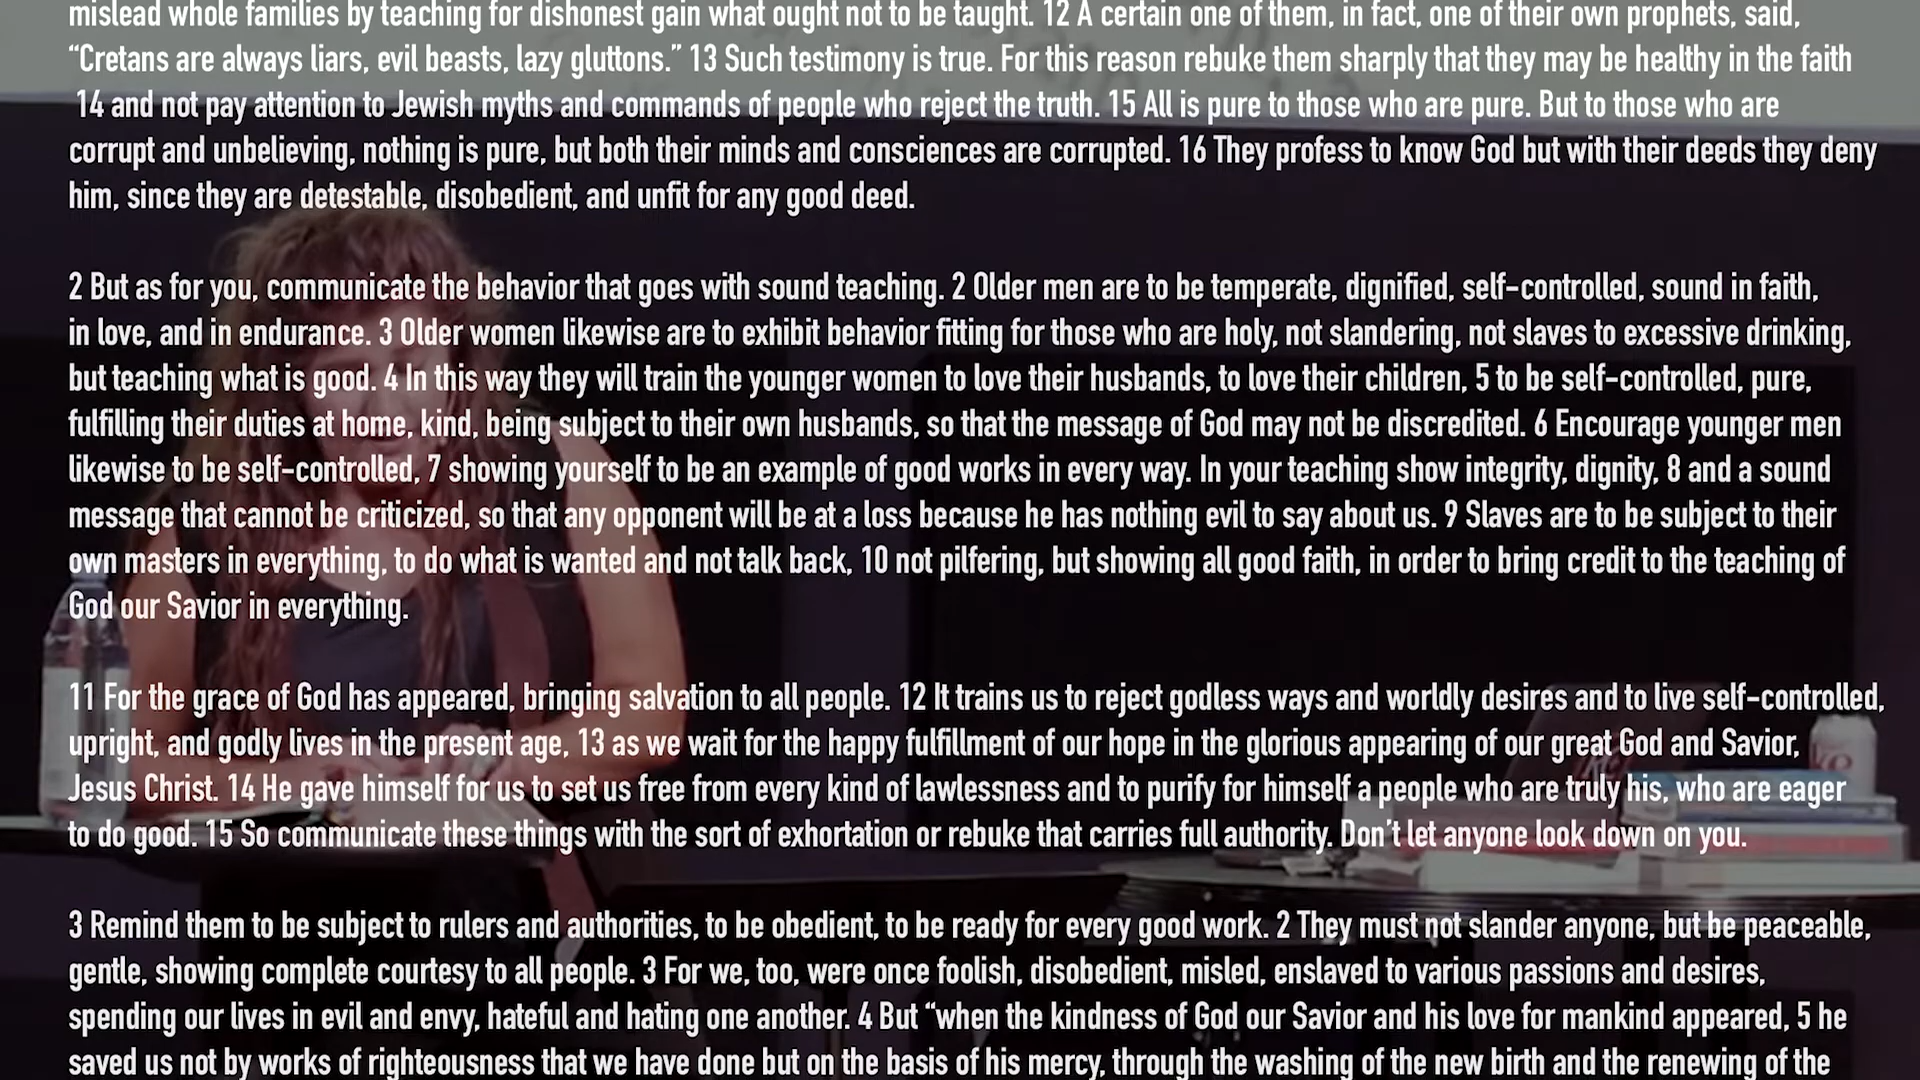 mislead whole families by teaching for dishonest gain what ought not to be taught. 12 A certain one of them, in fact, one of their own prophets, said,
“Cretans are always liars, evil beasts, lazy gluttons.” 13 Such testimony is true. For this reason rebuke them sharply that they may be healthy in the faith
14 and not pay attention to Jewish myths and commands of people who reject the truth. 15 All is pure to those who are pure. But to those who are
corrupt and unbelieving, nothing is pure, but both their minds and consciences are corrupted. 16 They profess to know God but with their deeds they deny
him, since they are detestable, disobedient, and unfit for any good deed.
2 But as for you, communicate the behavior that goes with sound teaching. 2 Older men are to be temperate, dignified, self-controlled, sound in faith,
in love, and in endurance. 3 Older women likewise are to exhibit behavior fitting for those who are holy, not slandering, not slaves to excessive drinking,
but teaching what is good. 4 In this way they will train the younger women to love their husbands, to love their children, 5 to be self-controlled, pure,
fulfilling their duties at home, kind, being subject to their own husbands, so that the message of God may not be discredited. 6 Encourage younger men
likewise to be self-controlled, 7 showing yourself to be an example of good works in every way. In your teaching show integrity, dignity, 8 and a sound
message that cannot be criticized, so that any opponent will be at a loss because he has nothing evil to say about us. 9 Slaves are to be subject to their
own masters in everything, to do what is wanted and not talk back, 10 not pilfering, but showing all good faith, in order to bring credit to the teaching of
God our Savior in everything.
11 For the grace of God has appeared, bringing salvation to all people. 12 It trains us to reject godless ways and worldly desires and to live self-controlled,
upright, and godly lives in the present age, 13 as we wait for the happy fulfillment of our hope in the glorious appearing of our great God and Savior,
Jesus Christ. 14 He gave himself for us to set us free from every kind of lawlessness and to purify for himself a people who are truly his, who are eager
to do good. 15 So communicate these things with the sort of exhortation or rebuke that carries full authority. Don’t let anyone look down on you.
3 Remind them to be subject to rulers and authorities, to be obedient, to be ready for every good work. 2 They must not slander anyone, but be peaceable,
gentle, showing complete courtesy to all people. 3 For we, too, were once foolish, disobedient, misled, enslaved to various passions and desires,
spending our lives in evil and envy, hateful and hating one another. 4 But “when the kindness of God our Savior and his love for mankind appeared, 5 he
saved us not by works of righteousness that we have done but on the basis of his mercy, through the washing of the new birth and the renewing of the